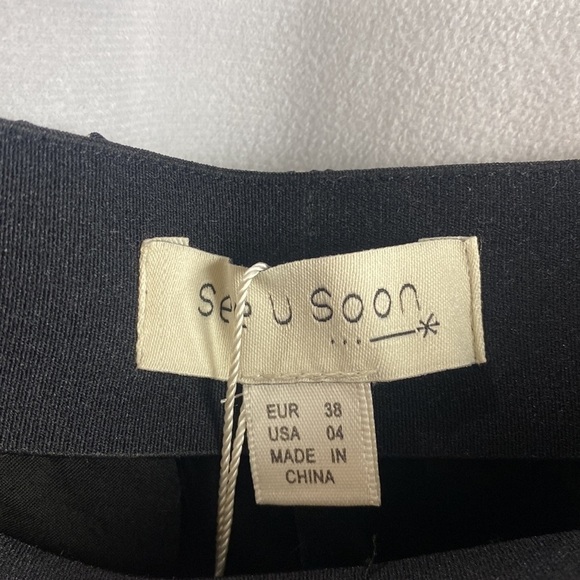 see u soon
...—*
EUR 38
USA 04
MADE IN
CHINA